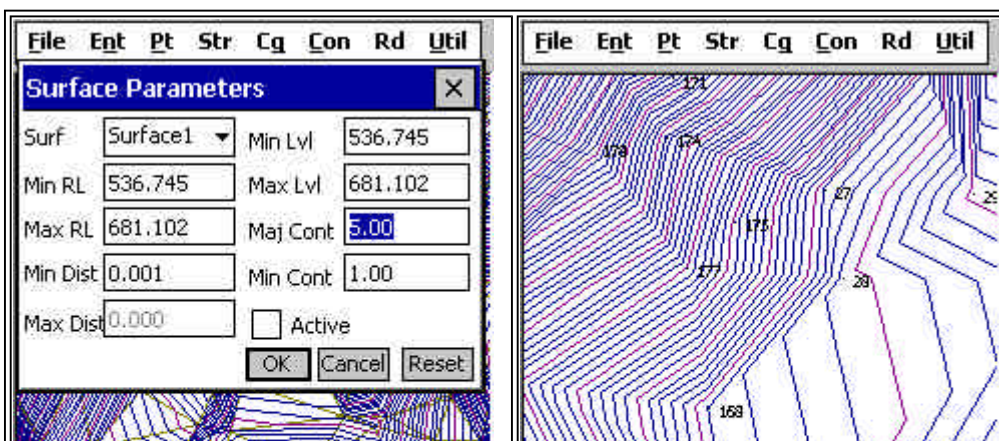 File Ent Pt Str Cg Con Rd Util
Surface Parameters
Surf Surface1 Min Lvl 536.745
Min RL 536.745 Max Lvl 681.102
Max RL 681.102 Maj Cont 5.00
Min Dist 0.001 Min Cont 1.00
Max Dist 0.000 Active
OK Cancel Reset
File Ent Pt Str Cg Con Rd Util
171
174
27
175
177
28
168